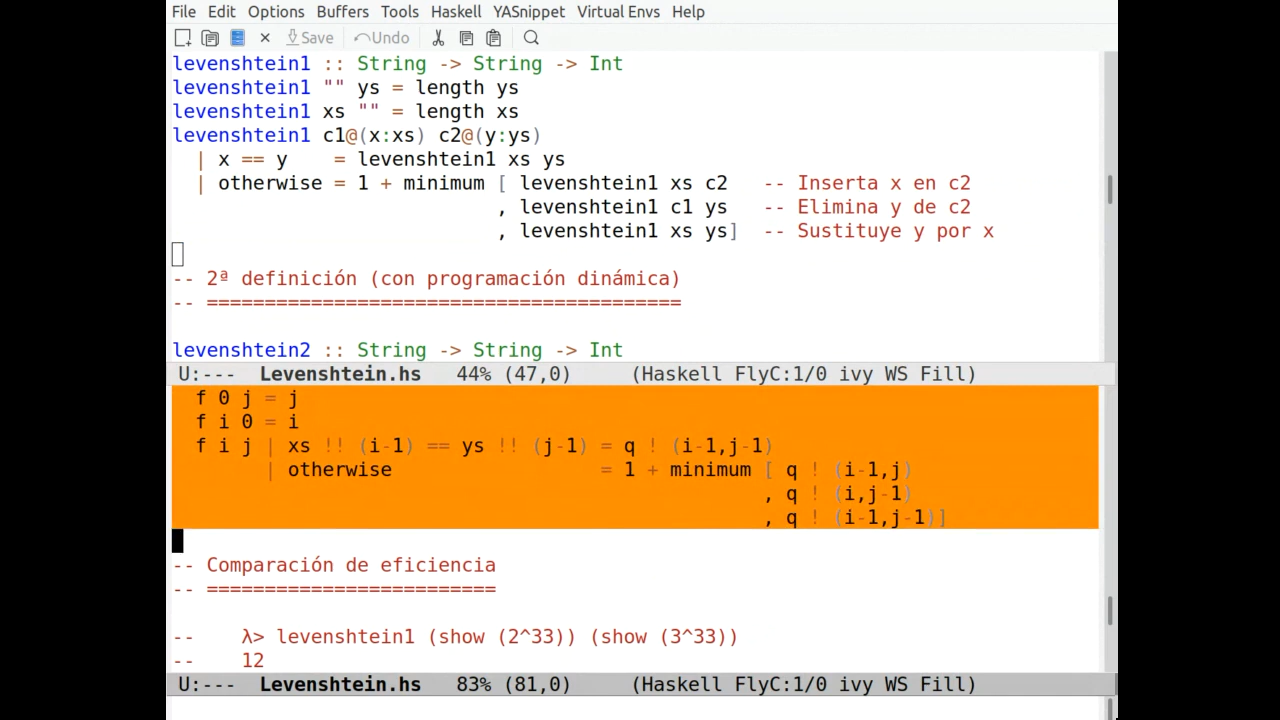 File Edit Options Buffers Tools Haskell YASnippet Virtual Envs Help
Save Undo
levenshtein1 :: String -> String -> Int
levenshtein1 "" ys = length ys
levenshtein1 xs "" = length xs
levenshtein1 c1@(x:xs) c2@(y:ys)
  | x == y    = levenshtein1 xs ys
  | otherwise = 1 + minimum [ levenshtein1 xs c2   -- Inserta x en c2
                            , levenshtein1 c1 ys   -- Elimina y de c2
                            , levenshtein1 xs ys]  -- Sustituye y por x
-- 2ª definición (con programación dinámica)
-- =========================================
levenshtein2 :: String -> String -> Int
U:---  Levenshtein.hs   44% (47,0)     (Haskell FlyC:1/0 ivy WS Fill)
  f 0 j = j
  f i 0 = i
  f i j | xs !! (i-1) == ys !! (j-1) = q ! (i-1,j-1)
        | otherwise                  = 1 + minimum [ q ! (i-1,j)
                                                   , q ! (i,j-1)
                                                   , q ! (i-1,j-1)]
-- Comparación de eficiencia
-- =========================
--    λ> levenshtein1 (show (2^33)) (show (3^33))
--    12
U:---  Levenshtein.hs   83% (81,0)     (Haskell FlyC:1/0 ivy WS Fill)